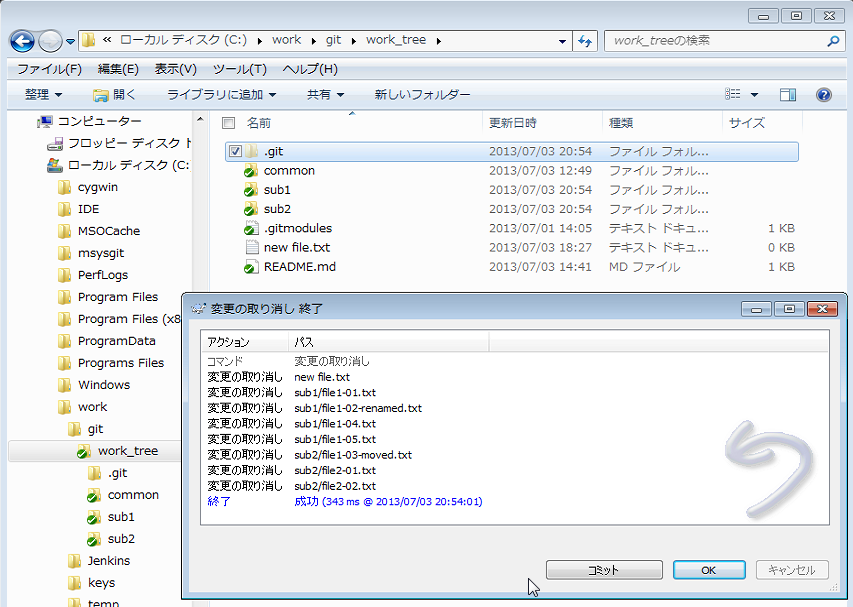 « ローカル ディスク (C:) ▸ work ▸ git ▸ work_tree ▸
work_treeの検索
ファイル(F) 編集(E) 表示(V) ツール(T) ヘルプ(H)
整理 開く ライブラリに追加 共有 新しいフォルダー
コンピューター
フロッピー ディスク ト
ローカル ディスク (C:
cygwin
IDE
MSOCache
msysgit
PerfLogs
Program Files
Program Files (x8
ProgramData
Programs Files
Windows
work
git
work_tree
.git
common
sub1
sub2
Jenkins
keys
temp
名前 更新日時 種類 サイズ
.git 2013/07/03 20:54 ファイル フォル...
common 2013/07/03 12:49 ファイル フォル...
sub1 2013/07/03 20:54 ファイル フォル...
sub2 2013/07/03 20:54 ファイル フォル...
.gitmodules 2013/07/01 14:05 テキスト ドキュ... 1 KB
new file.txt 2013/07/03 18:27 テキスト ドキュ... 0 KB
README.md 2013/07/03 14:41 MD ファイル 1 KB
変更の取り消し 終了
アクション パス
コマンド 変更の取り消し
変更の取り消し new file.txt
変更の取り消し sub1/file1-01.txt
変更の取り消し sub1/file1-02-renamed.txt
変更の取り消し sub1/file1-04.txt
変更の取り消し sub1/file1-05.txt
変更の取り消し sub2/file1-03-moved.txt
変更の取り消し sub2/file2-01.txt
変更の取り消し sub2/file2-02.txt
終了 成功 (343 ms @ 2013/07/03 20:54:01)
コミット OK キャンセル